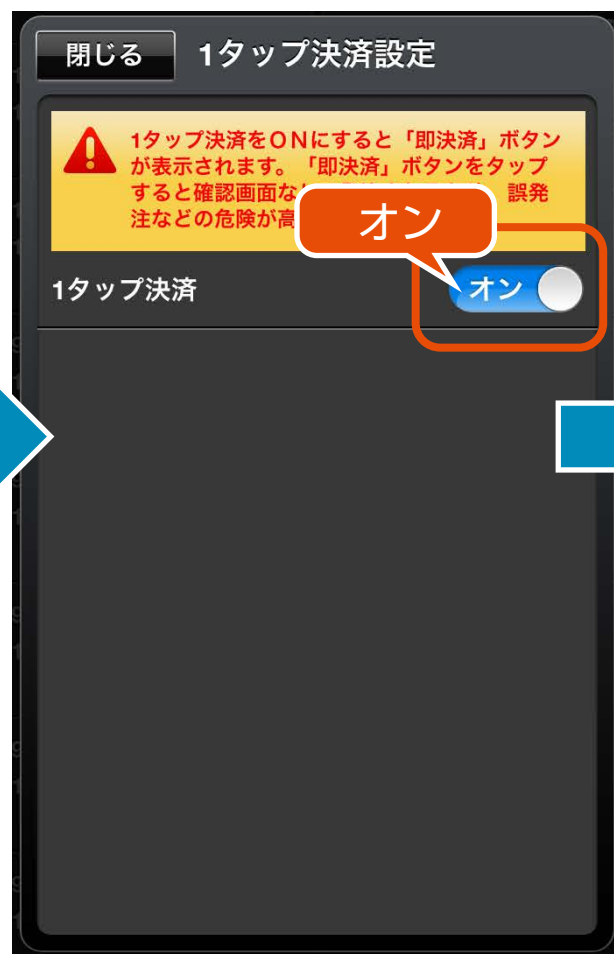 閉じる
1タップ決済設定
1タップ決済をＯＮにすると「即決済」ボタン
が表示されます。「即決済」ボタンをタップ
すると確認画面な
誤発
注などの危険が高
オン
1タップ決済
オン